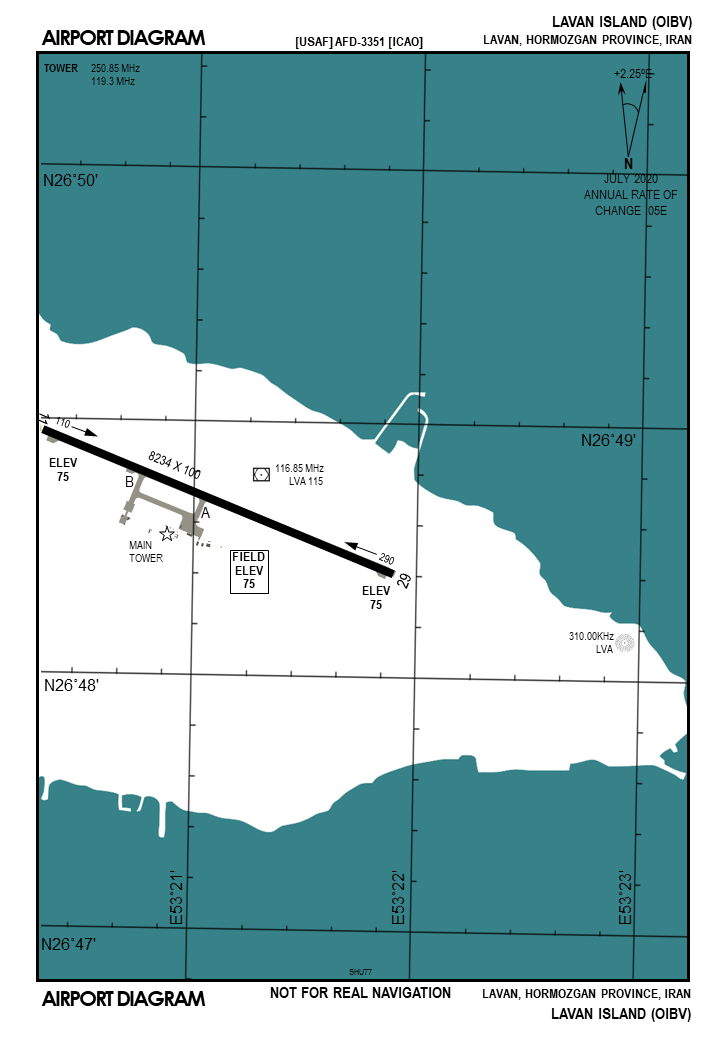 LAVAN ISLAND (OIBV)
AIRPORT DIAGRAM
[USAF] AFD-3351 [ICAO]
LAVAN, HORMOZGAN PROVINCE, IRAN
TOWER 250.85 MHz
119.3 MHz
+2.25ºE
N
JULY 2020
ANNUAL RATE OF
CHANGE .05E
N26°50'
N26°49'
110
8234 X 100
ELEV
75
B
A
116.85 MHz
LVA 115
MAIN
TOWER
FIELD
ELEV
75
290
29
ELEV
75
310.00KHz
LVA
N26°48'
E53°21'
E53°22'
E53°23'
N26°47'
SHU77
AIRPORT DIAGRAM
NOT FOR REAL NAVIGATION
LAVAN, HORMOZGAN PROVINCE, IRAN
LAVAN ISLAND (OIBV)